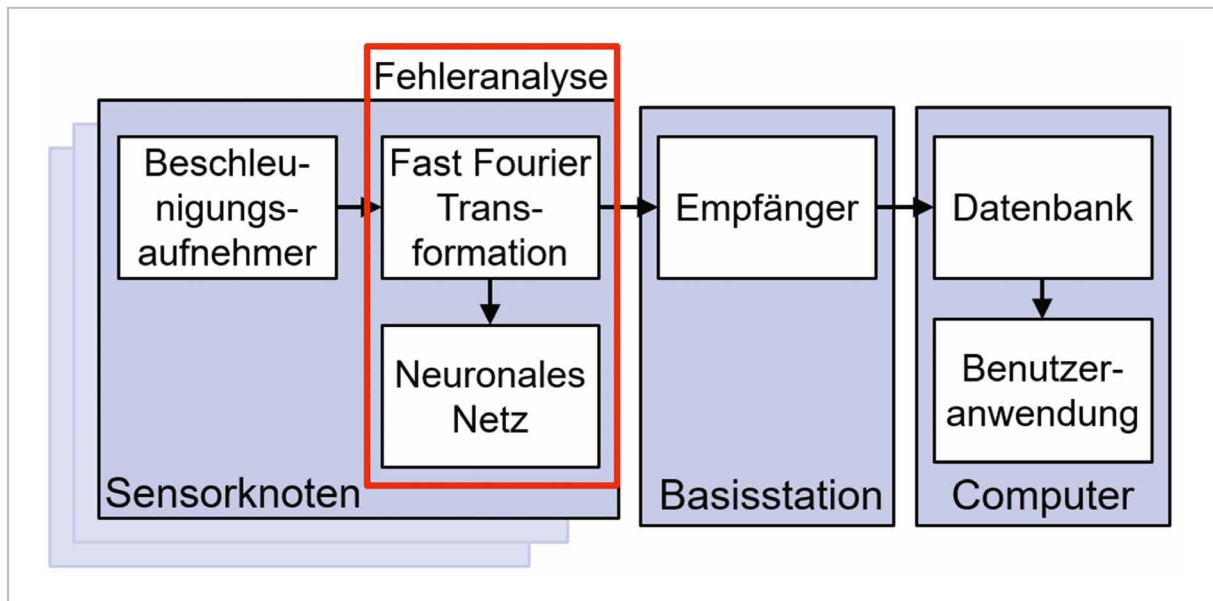 Fehleranalyse
Beschleu-
nigungs-
aufnehmer
Fast Fourier
Trans-
formation
Neuronales
Netz
Sensorknoten
Empfänger
Basisstation
Datenbank
Benutzer-
anwendung
Computer